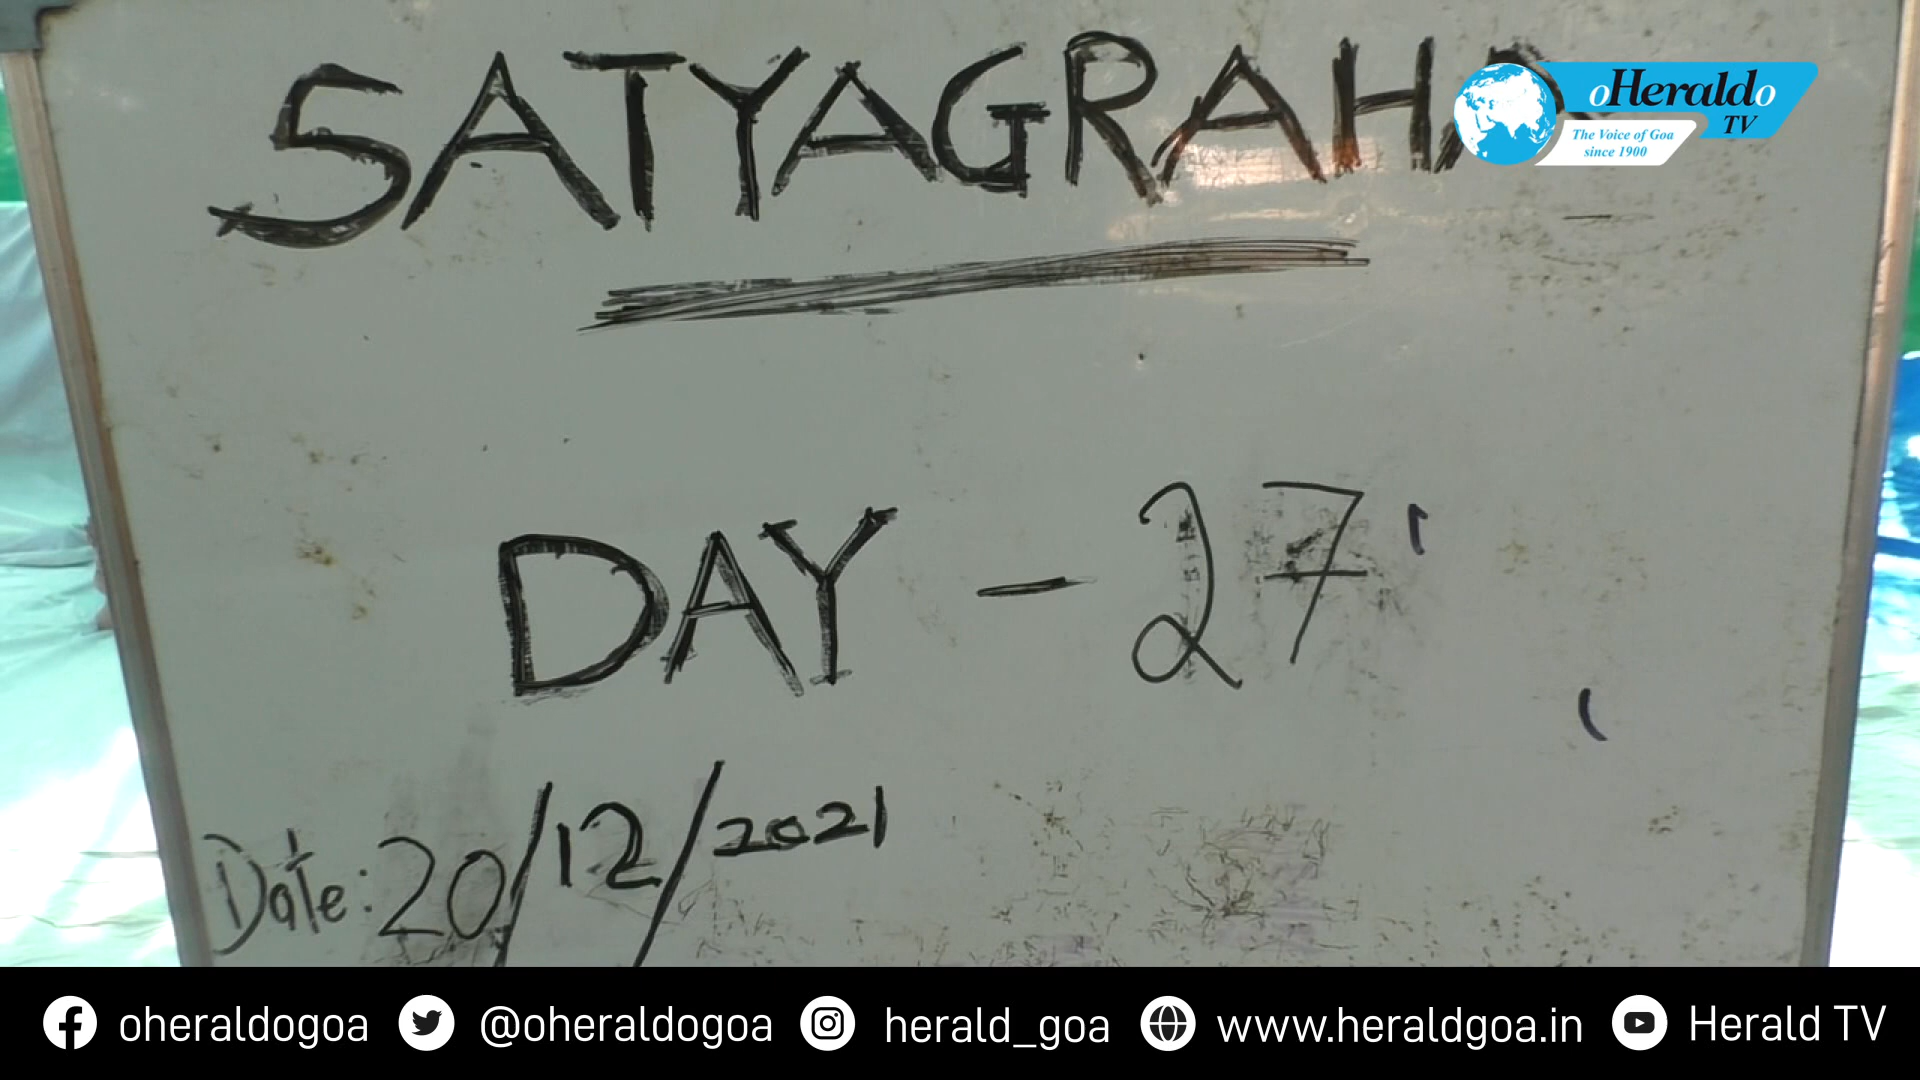 SATYAGRAHA
oHeraldo
TV
The Voice of Goa
since 1900
DAY - 27
Date: 20/12/2021
oheraldogoa @oheraldogoa herald_goa www.heraldgoa.in Herald TV